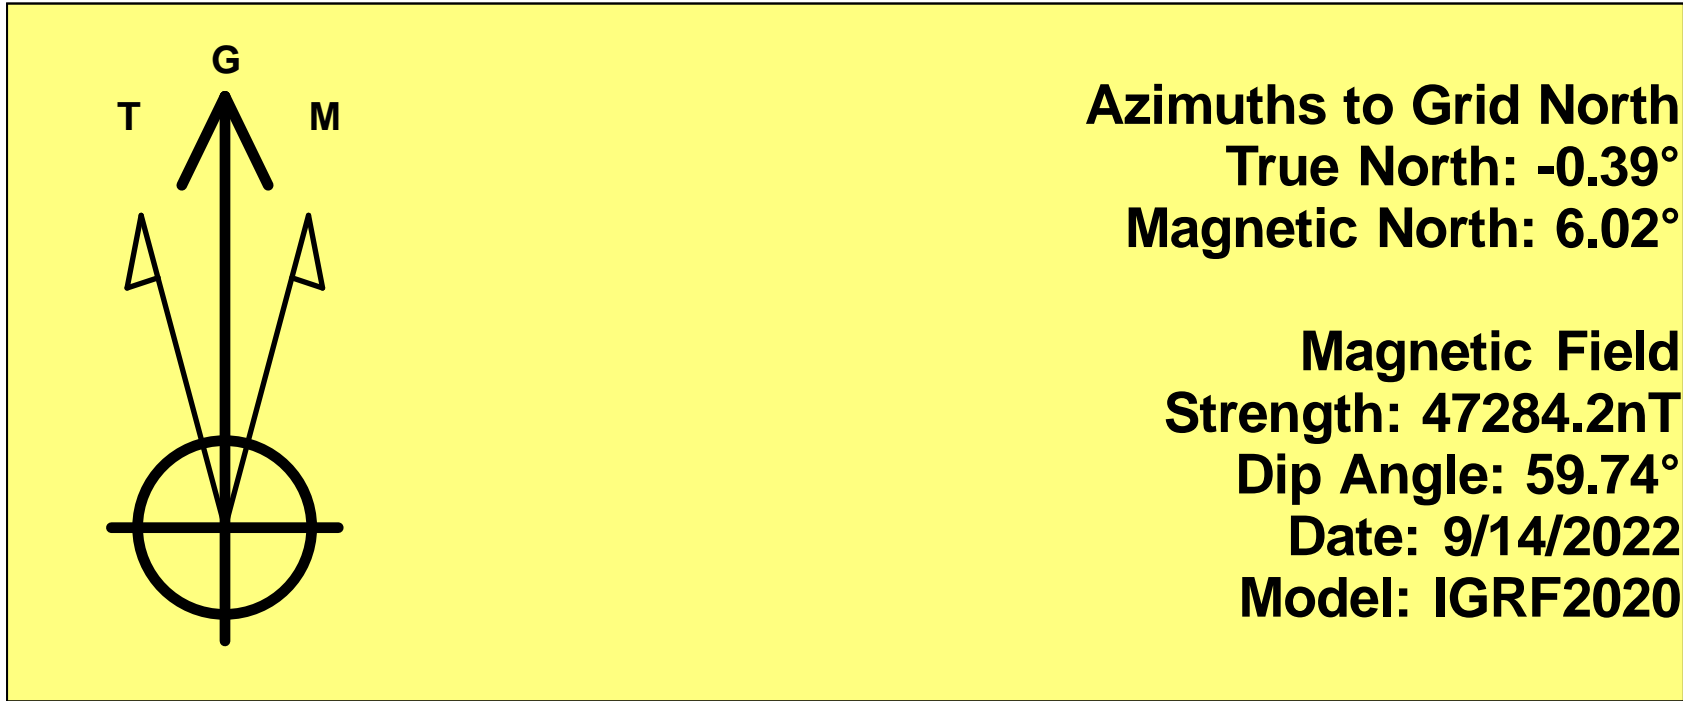 G
T M
Azimuths to Grid North
True North: -0.39°
Magnetic North: 6.02°
Magnetic Field
Strength: 47284.2nT
Dip Angle: 59.74°
Date: 9/14/2022
Model: IGRF2020